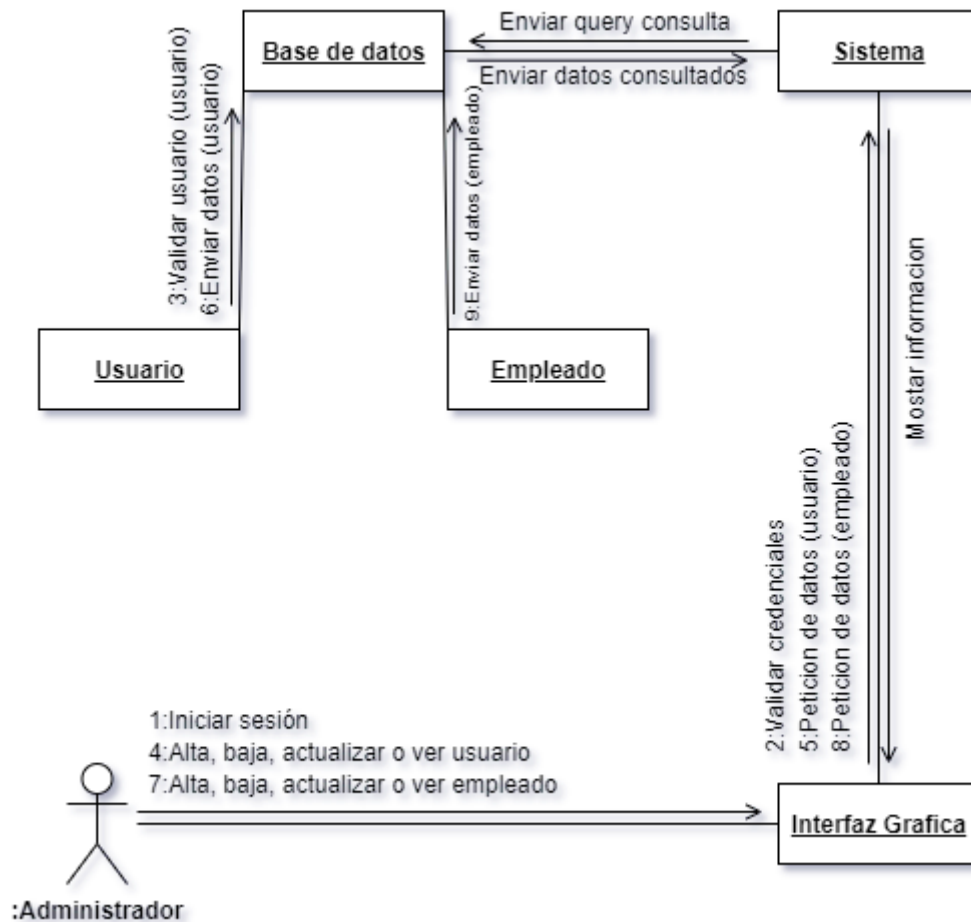 Enviar query consulta
Base de datos
Sistema
Enviar datos consultados
3:Validar usuario (usuario)
6:Enviar datos (usuario)
9:Enviar datos (empleado)
Usuario
Empleado
Mostar informacion
2:Validar credenciales
5:Peticion de datos (usuario)
8:Peticion de datos (empleado)
1:Iniciar sesión
4:Alta, baja, actualizar o ver usuario
7:Alta, baja, actualizar o ver empleado
Interfaz Grafica
:Administrador